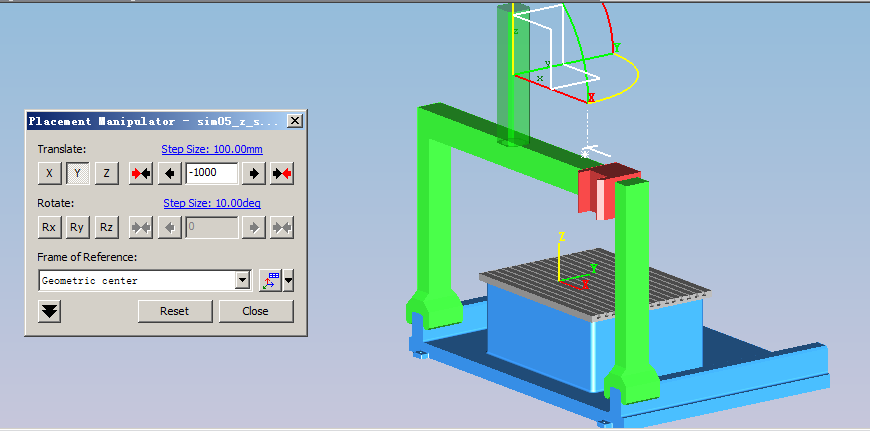 Placement Manipulator - sim05_z_s...
Translate:
Step Size: 100.00mm
X
Y
Z
-1000
Rotate:
Step Size: 10.00deg
Rx
Ry
Rz
0
Frame of Reference:
Geometric center
Reset
Close
z
y
x
Y
X
Z
Y
X